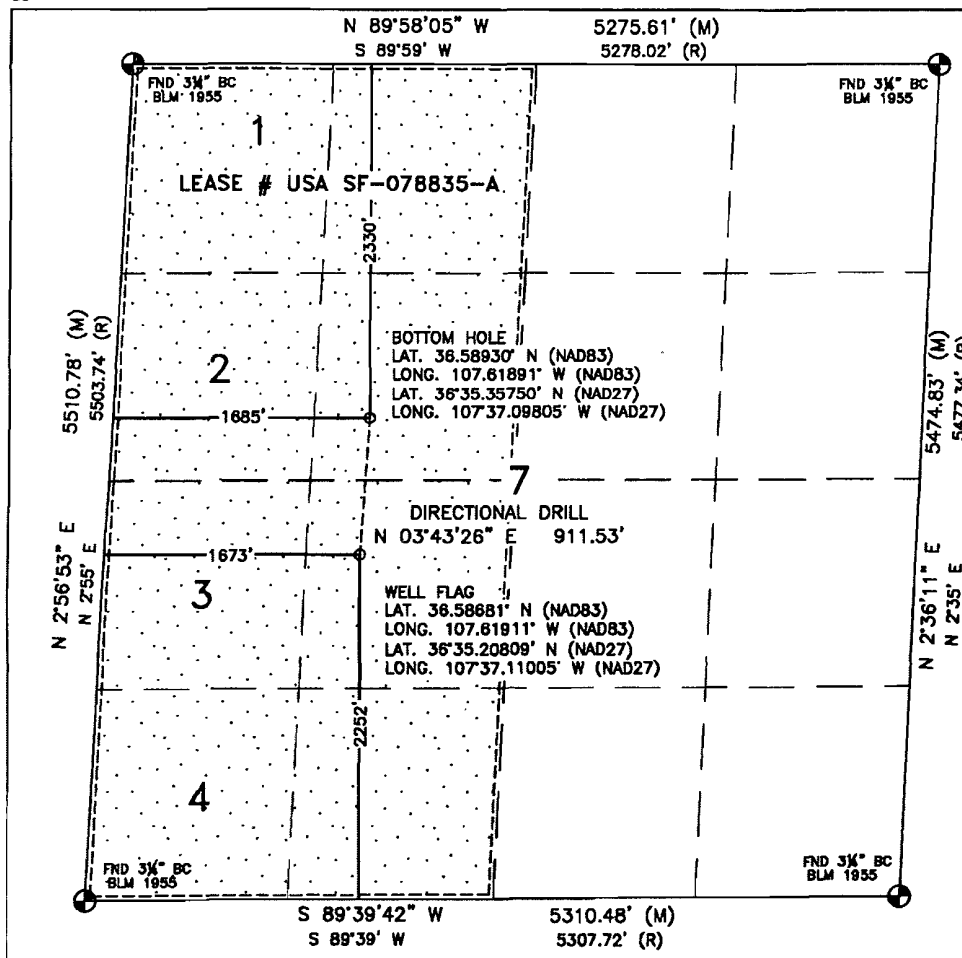 N 89°58'05" W 5275.61' (M)
S 89°59' W 5278.02' (R)
FND 3¼" BC
BLM 1955
FND 3¼" BC
BLM 1955
1
LEASE # USA SF-078835-A
2330'
BOTTOM HOLE
LAT. 36.58930° N (NAD83)
LONG. 107.61891° W (NAD83)
LAT. 36°35.35750' N (NAD27)
LONG. 107°37.09805' W (NAD27)
2
5510.78' (M)
5503.74' (R)
5474.83' (M)
5477.34' (R)
1685'
7
DIRECTIONAL DRILL
N 03°43'26" E 911.53'
1673'
WELL FLAG
LAT. 36.58681° N (NAD83)
LONG. 107.61911° W (NAD83)
LAT. 36°35.20809' N (NAD27)
LONG. 107°37.11005' W (NAD27)
3
N 2°56'53" E
N 2°55' E
N 2°36'11" E
N 2°35' E
2252'
4
FND 3¼" BC
BLM 1955
FND 3¼" BC
BLM 1955
S 89°39'42" W 5310.48' (M)
S 89°39' W 5307.72' (R)